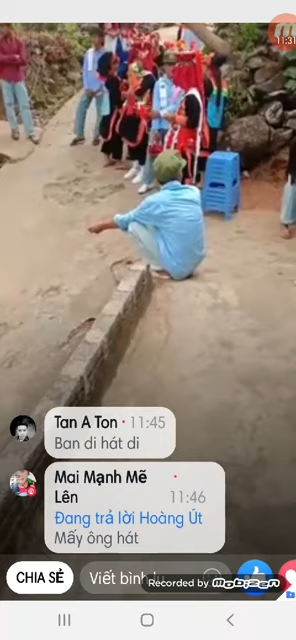 11:31
Tan A Ton • 11:45
Ban di hát di
Mai Mạnh Mẽ
Lên 11:46
Đang trả lời Hoàng Út
Mấy ông hát
CHIA SẺ
Viết bình lu
Recorded by MOBIZEN